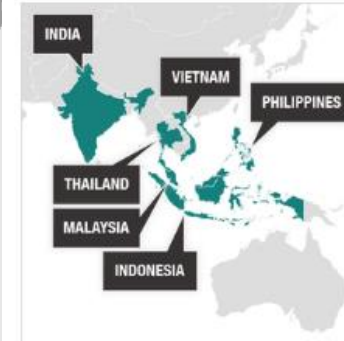 INDIA
VIETNAM
PHILIPPINES
THAILAND
MALAYSIA
INDONESIA